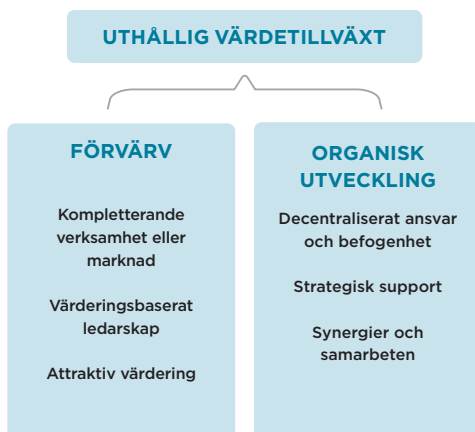 UTHÅLLIG VÄRDETILLVÄXT
FÖRVÄRV
Kompletterande
verksamhet eller
marknad
Värderingsbaserat
ledarskap
Attraktiv värdering
ORGANISK
UTVECKLING
Decentraliserat ansvar
och befogenhet
Strategisk support
Synergier och
samarbeten